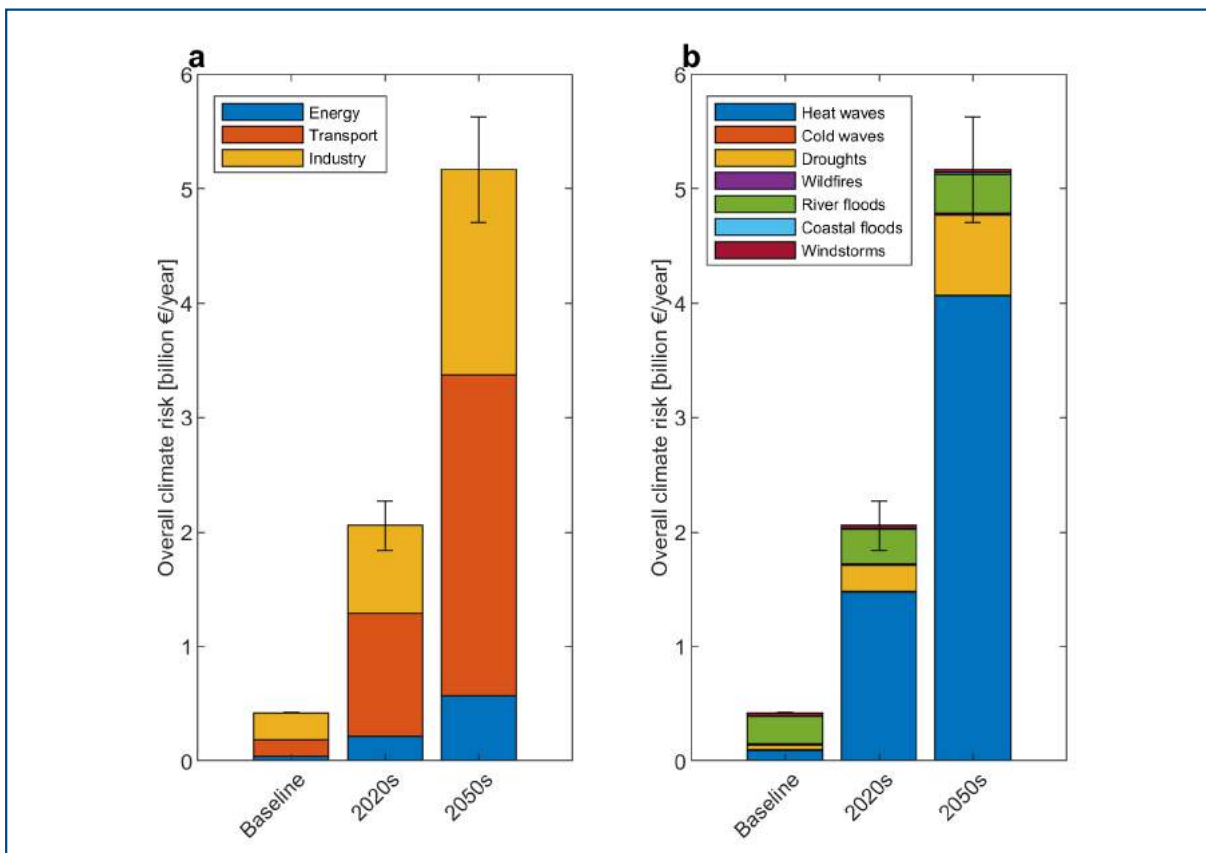 a
Overall climate risk [billion €/year]
6
5
4
3
2
1
0
Energy
Transport
Industry
Baseline
2020s
2050s
b
Overall climate risk [billion €/year]
6
5
4
3
2
1
0
Heat waves
Cold waves
Droughts
Wildfires
River floods
Coastal floods
Windstorms
Baseline
2020s
2050s